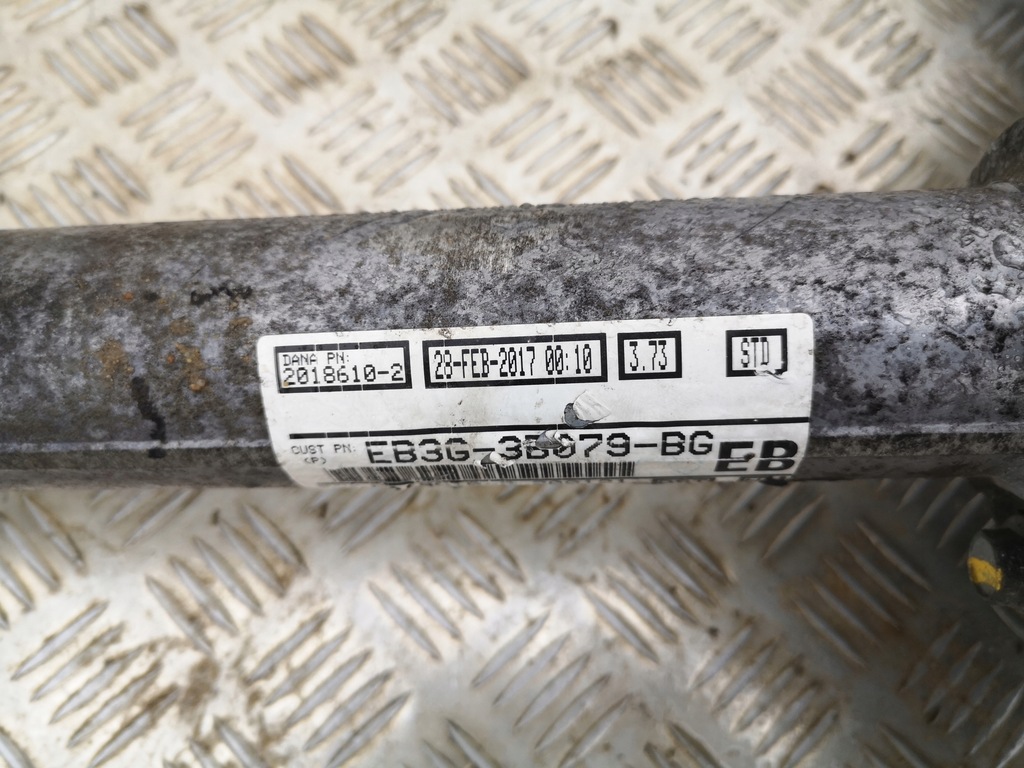 DANA PN:
2018610-2
28-FEB-2017 00:10
3.73
STD
CUST PN:
(P)
EB3G-3B079-BG
EB